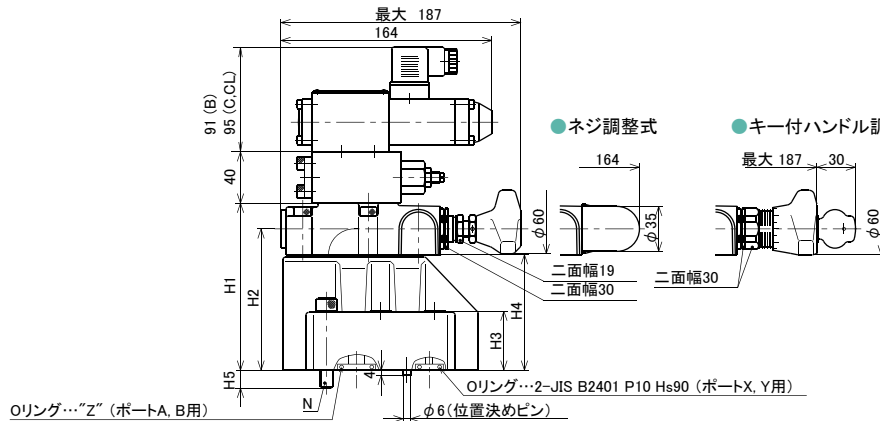 最大 187
164
91 (B)
95 (C,CL)
40
H1
H2
H5
H3
H4
4
N
φ60
二面幅19
二面幅30
Oリング…2-JIS B2401 P10 Hs90 (ポートX, Y用)
Oリング…"Z" (ポートA, B用)
φ6(位置決めピン)
●ネジ調整式
164
φ35
●キー付ハンドル調
最大 187
30
φ60
二面幅30